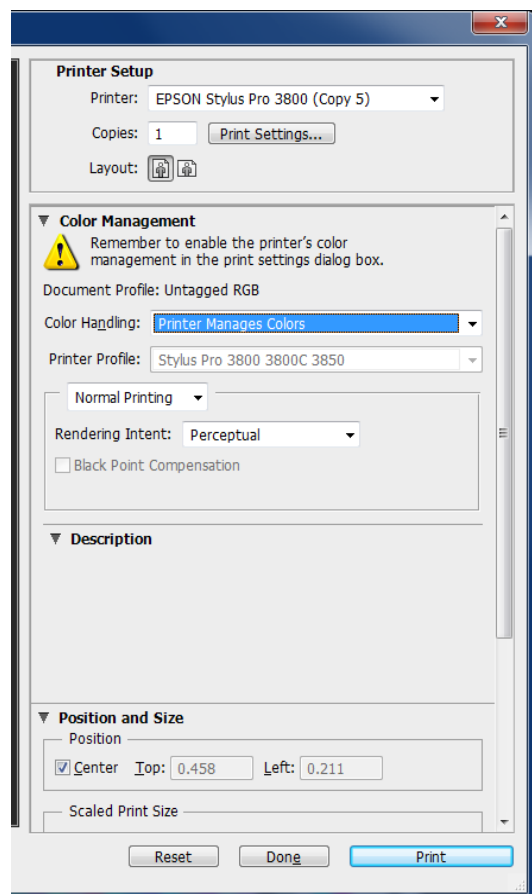 Printer Setup
Printer: EPSON Stylus Pro 3800 (Copy 5)
Copies: 1 Print Settings...
Layout:
Color Management
Remember to enable the printer's color
management in the print settings dialog box.
Document Profile: Untagged RGB
Color Handling: Printer Manages Colors
Printer Profile: Stylus Pro 3800 3800C 3850
Normal Printing
Rendering Intent: Perceptual
Black Point Compensation
Description
Position and Size
Position
Center Top: 0.458 Left: 0.211
Scaled Print Size
Reset Done Print